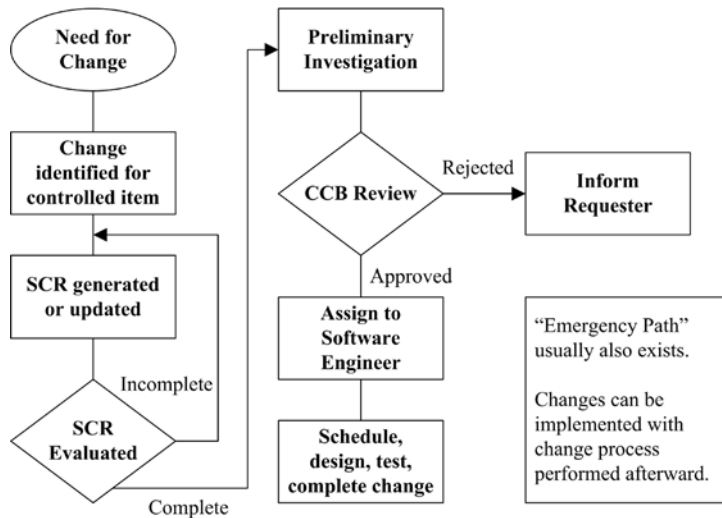 Need for
Change
Change
identified for
controlled item
SCR generated
or updated
Incomplete
SCR
Evaluated
Complete
Preliminary
Investigation
CCB Review
Rejected
Inform
Requester
Approved
Assign to
Software
Engineer
Schedule,
design, test,
complete change
“Emergency Path”
usually also exists.
Changes can be
implemented with
change process
performed afterward.